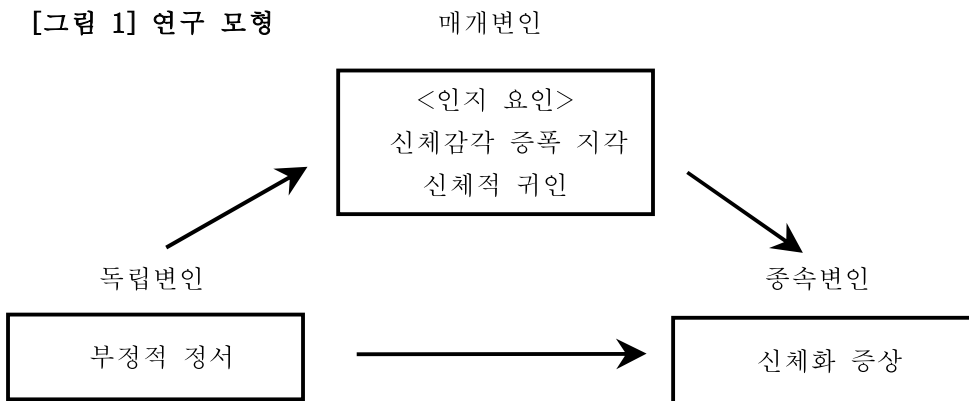 [그림 1] 연구 모형
매개변인
<인지 요인>
신체감각 증폭 지각
신체적 귀인
독립변인
종속변인
부정적 정서
신체화 증상